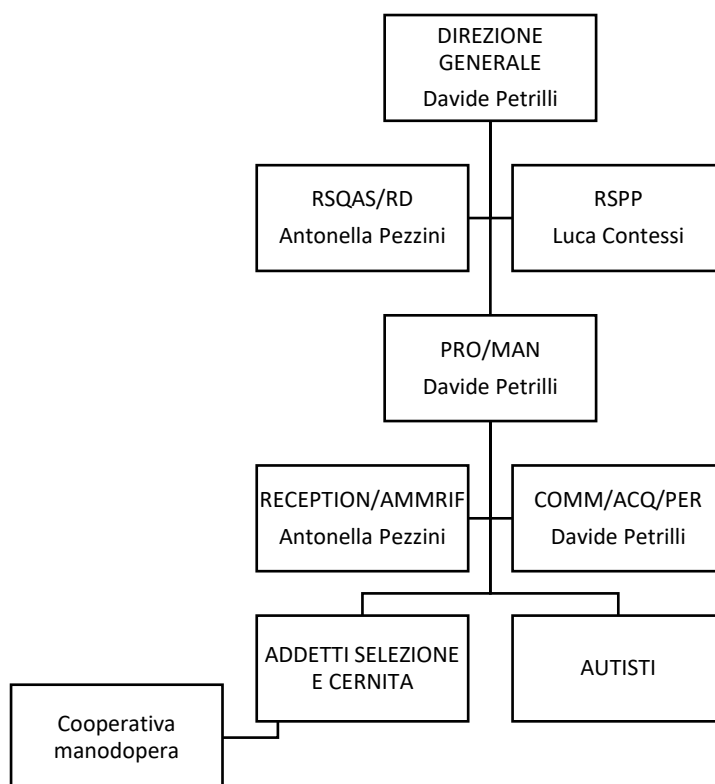 DIREZIONE
GENERALE
Davide Petrilli
RSQAS/RD
Antonella Pezzini
RSPP
Luca Contessi
PRO/MAN
Davide Petrilli
RECEPTION/AMMRIF
Antonella Pezzini
COMM/ACQ/PER
Davide Petrilli
ADDETTI SELEZIONE
E CERNITA
AUTISTI
Cooperativa
manodopera